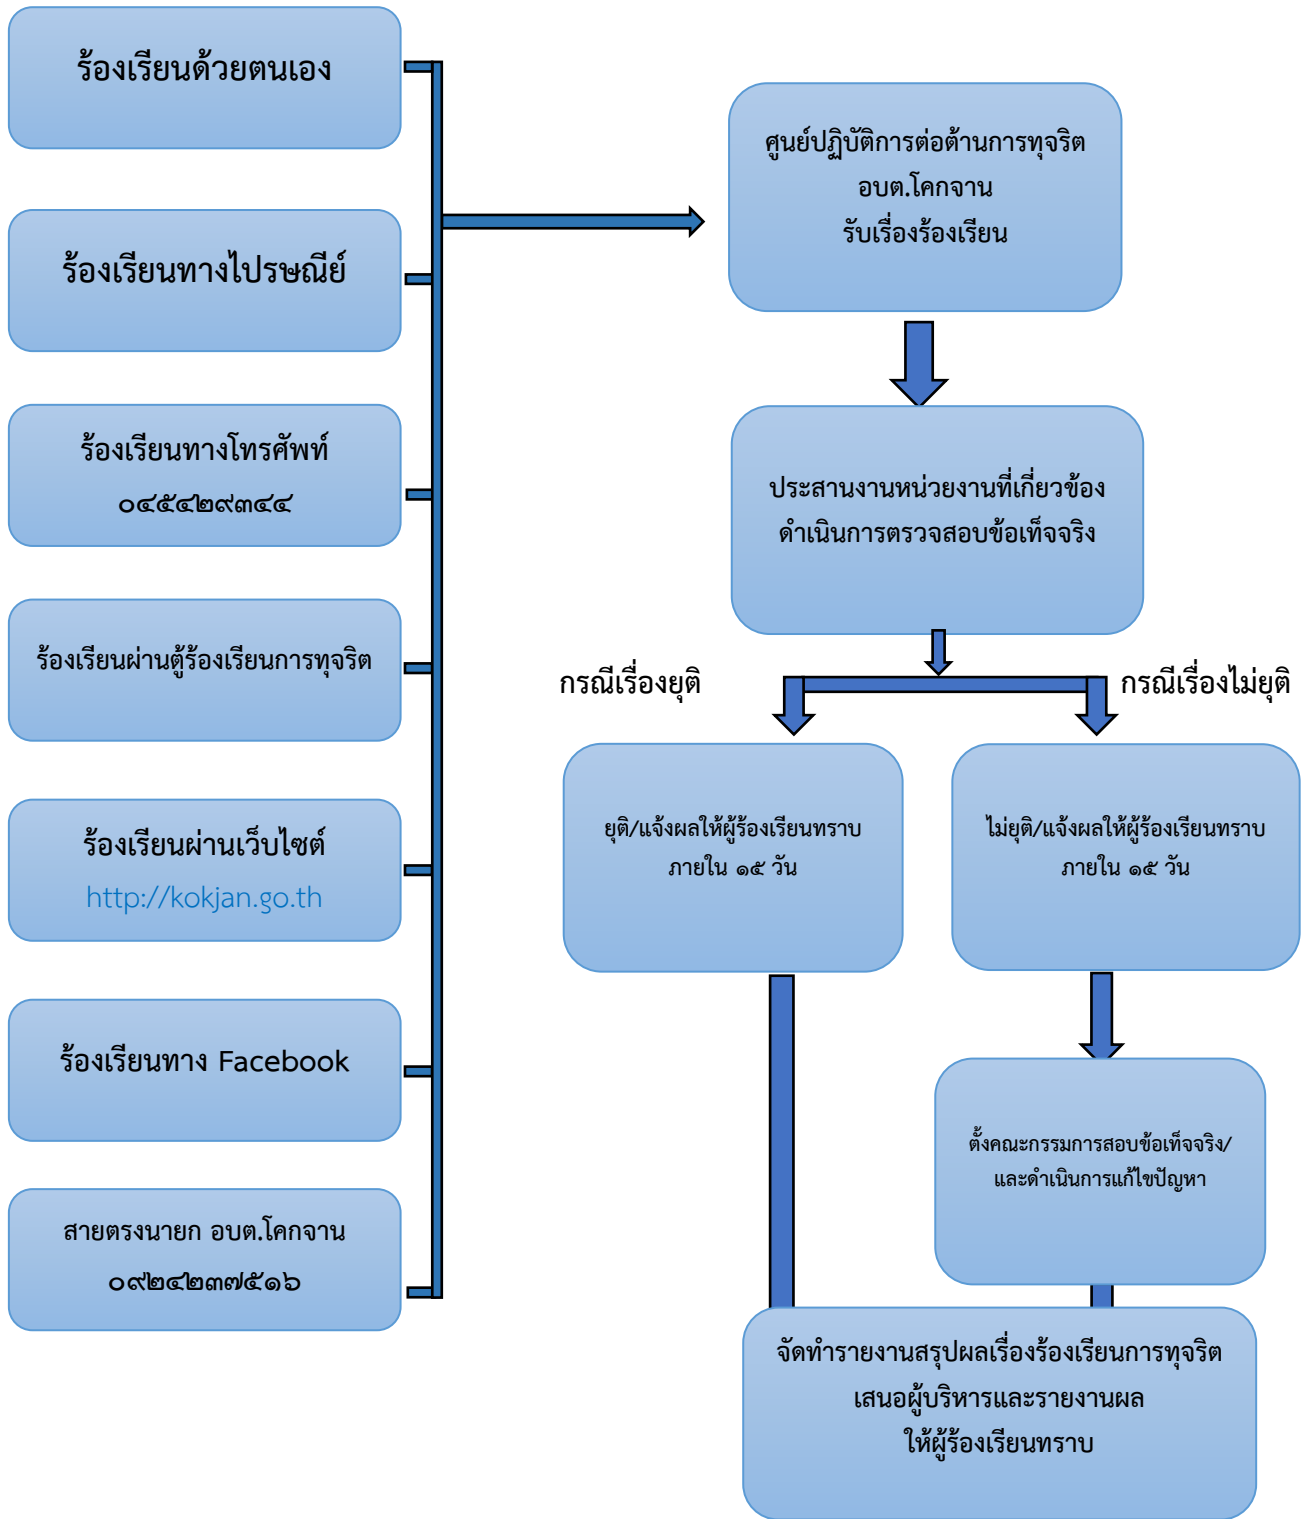 ร้องเรียนด้วยตนเอง
ร้องเรียนทางไปรษณีย์
ร้องเรียนทางโทรศัพท์
๐๔๕๔๒๙๓๔๔
ร้องเรียนผ่านตู้ร้องเรียนการทุจริต
ร้องเรียนผ่านเว็บไซต์
http://kokjan.go.th
ร้องเรียนทาง Facebook
สายตรงนายก อบต.โคกจาน
๐๙๒๔๒๓๗๕๑๖
ศูนย์ปฏิบัติการต่อต้านการทุจริต
อบต.โคกจาน
รับเรื่องร้องเรียน
ประสานงานหน่วยงานที่เกี่ยวข้อง
ดำเนินการตรวจสอบข้อเท็จจริง
กรณีเรื่องยุติ
กรณีเรื่องไม่ยุติ
ยุติ/แจ้งผลให้ผู้ร้องเรียนทราบ
ภายใน ๑๕ วัน
ไม่ยุติ/แจ้งผลให้ผู้ร้องเรียนทราบ
ภายใน ๑๕ วัน
ตั้งคณะกรรมการสอบข้อเท็จจริง/
และดำเนินการแก้ไขปัญหา
จัดทำรายงานสรุปผลเรื่องร้องเรียนการทุจริต
เสนอผู้บริหารและรายงานผล
ให้ผู้ร้องเรียนทราบ